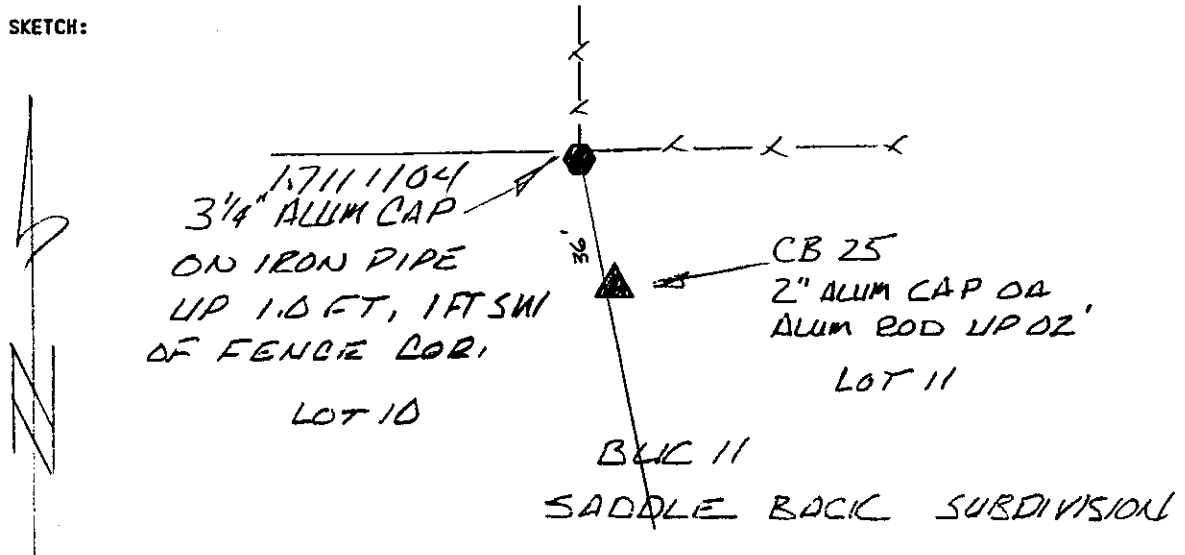 SKETCH:
17111104
3 1/4" ALUM CAP
ON IRON PIPE
UP 1.0 FT, 1 FT SW
OF FENCE COR.
LOT 10
36'
CB 25
2" ALUM CAP ON
ALUM ROD UP 0.2'
LOT 11
BLK 11
SADDLE BACK SUBDIVISION
N